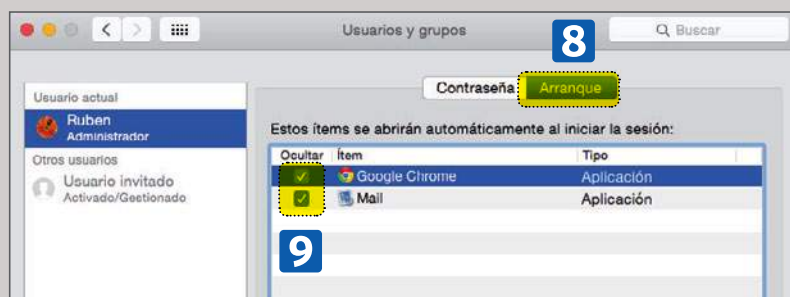 Usuarios y grupos
8
Buscar
Contraseña
Arranque
Usuario actual
Ruben
Administrador
Otros usuarios
Usuario invitado
Activado/Gestionado
Estos ítems se abrirán automáticamente al iniciar la sesión:
Ocultar Ítem Tipo
Google Chrome Aplicación
Mail Aplicación
9